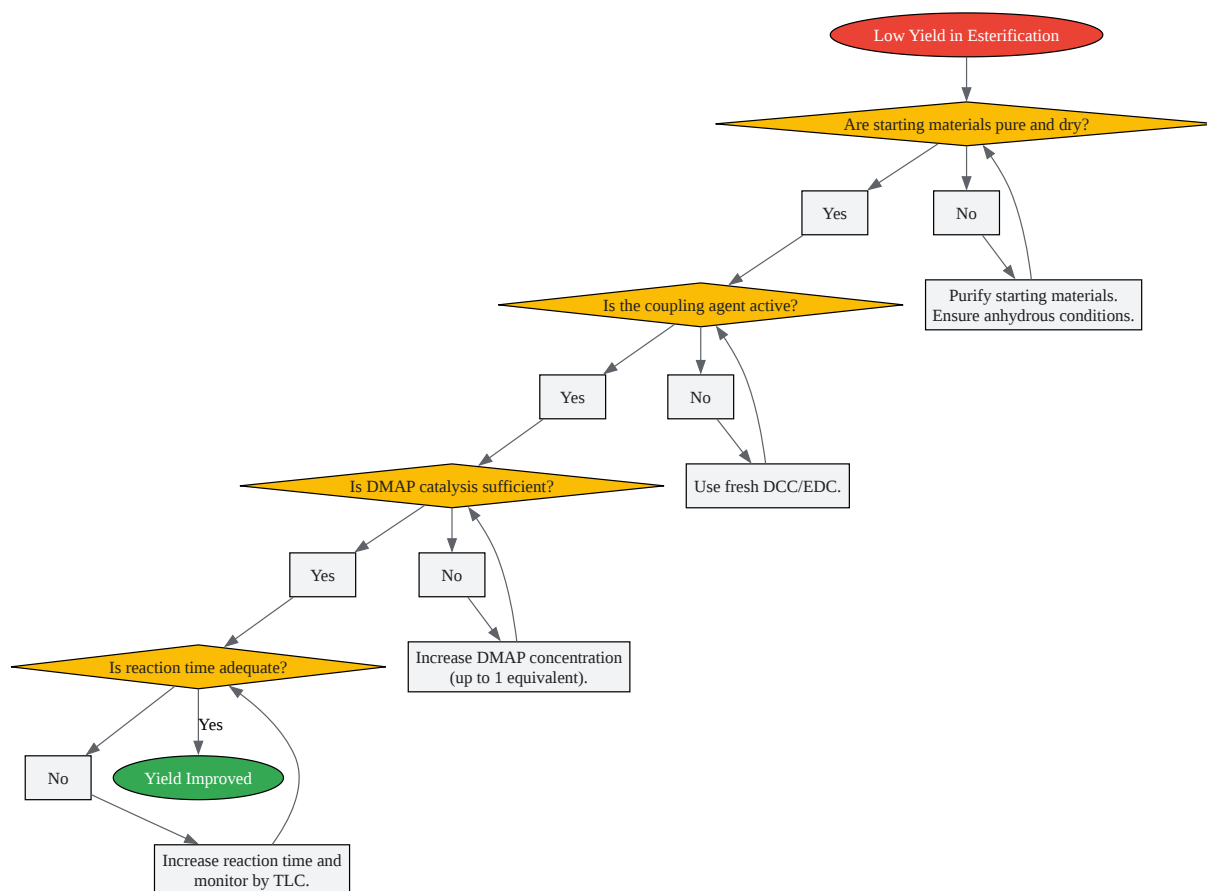 Low Yield in Esterification
Are starting materials pure and dry?
Yes
No
Purify starting materials.
Ensure anhydrous conditions.
Is the coupling agent active?
Yes
No
Use fresh DCC/EDC.
Is DMAP catalysis sufficient?
Yes
No
Increase DMAP concentration
(up to 1 equivalent).
Is reaction time adequate?
Yes
No
Yield Improved
Increase reaction time and
monitor by TLC.